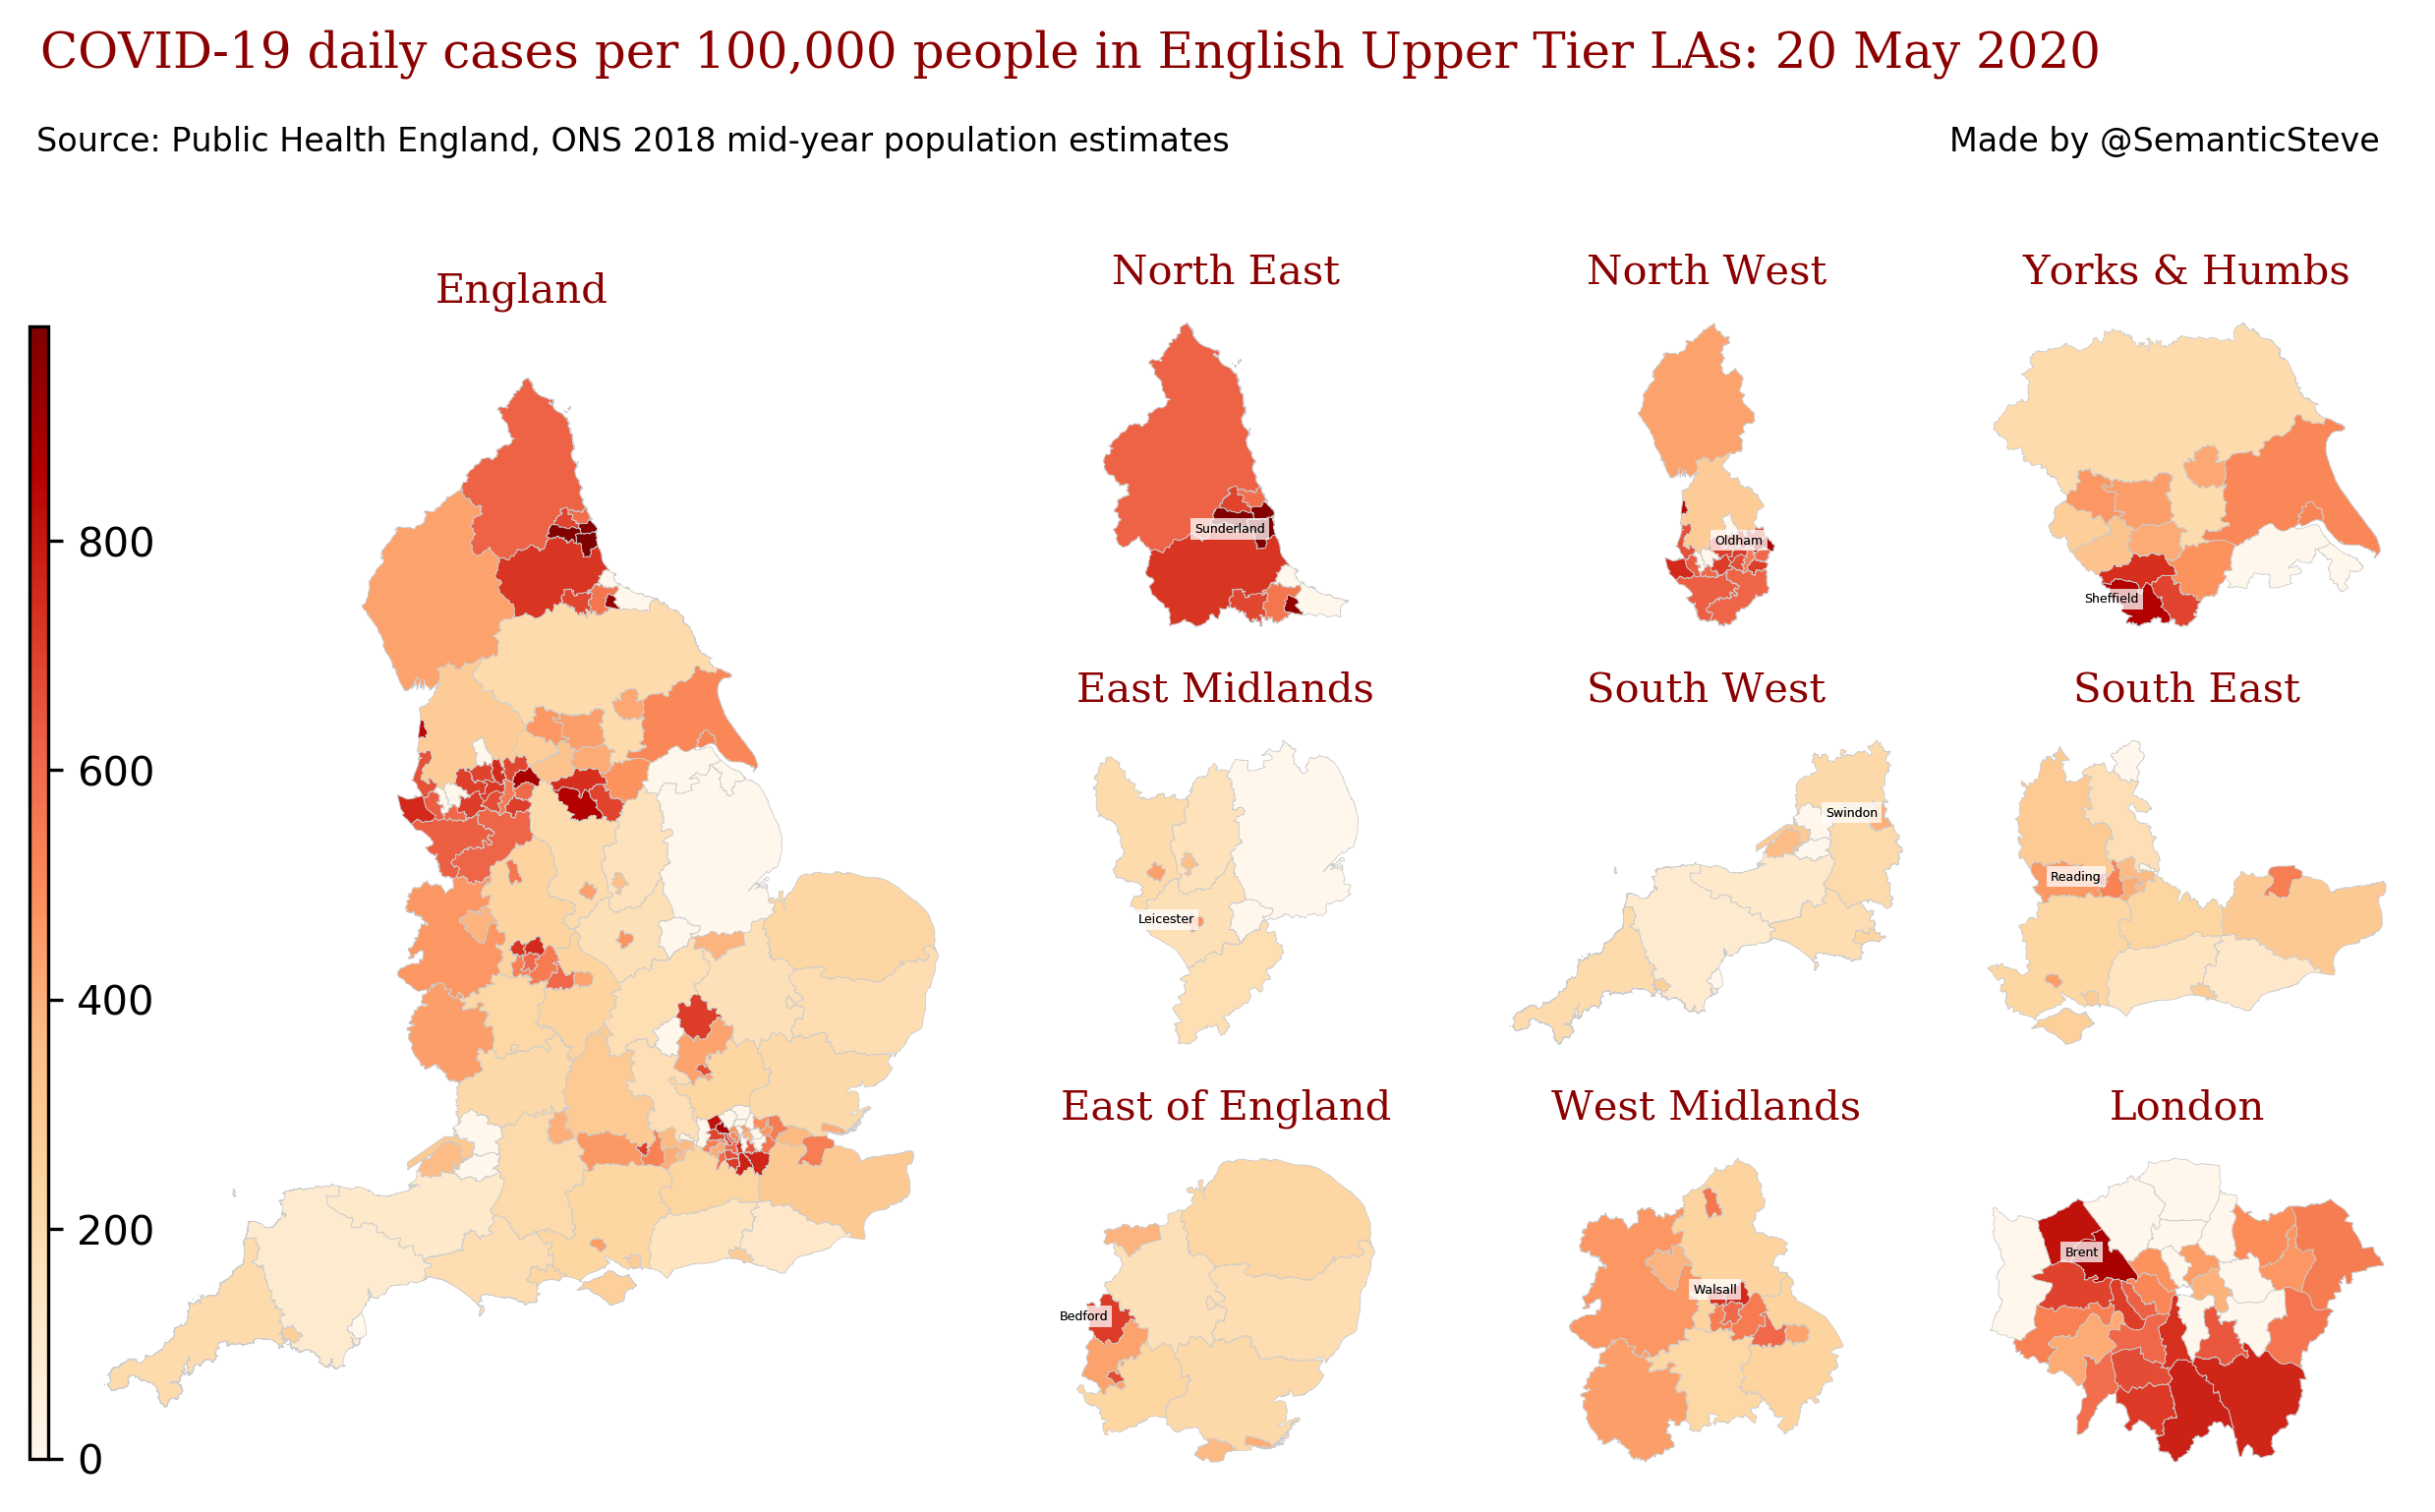 COVID-19 daily cases per 100,000 people in English Upper Tier LAs: 20 May 2020
Source: Public Health England, ONS 2018 mid-year population estimates
Made by @SemanticSteve
England
800
600
400
200
0
North East
Sunderland
North West
Oldham
Yorks & Humbs
Sheffield
East Midlands
Leicester
South West
Swindon
South East
Reading
East of England
Bedford
West Midlands
Walsall
London
Brent